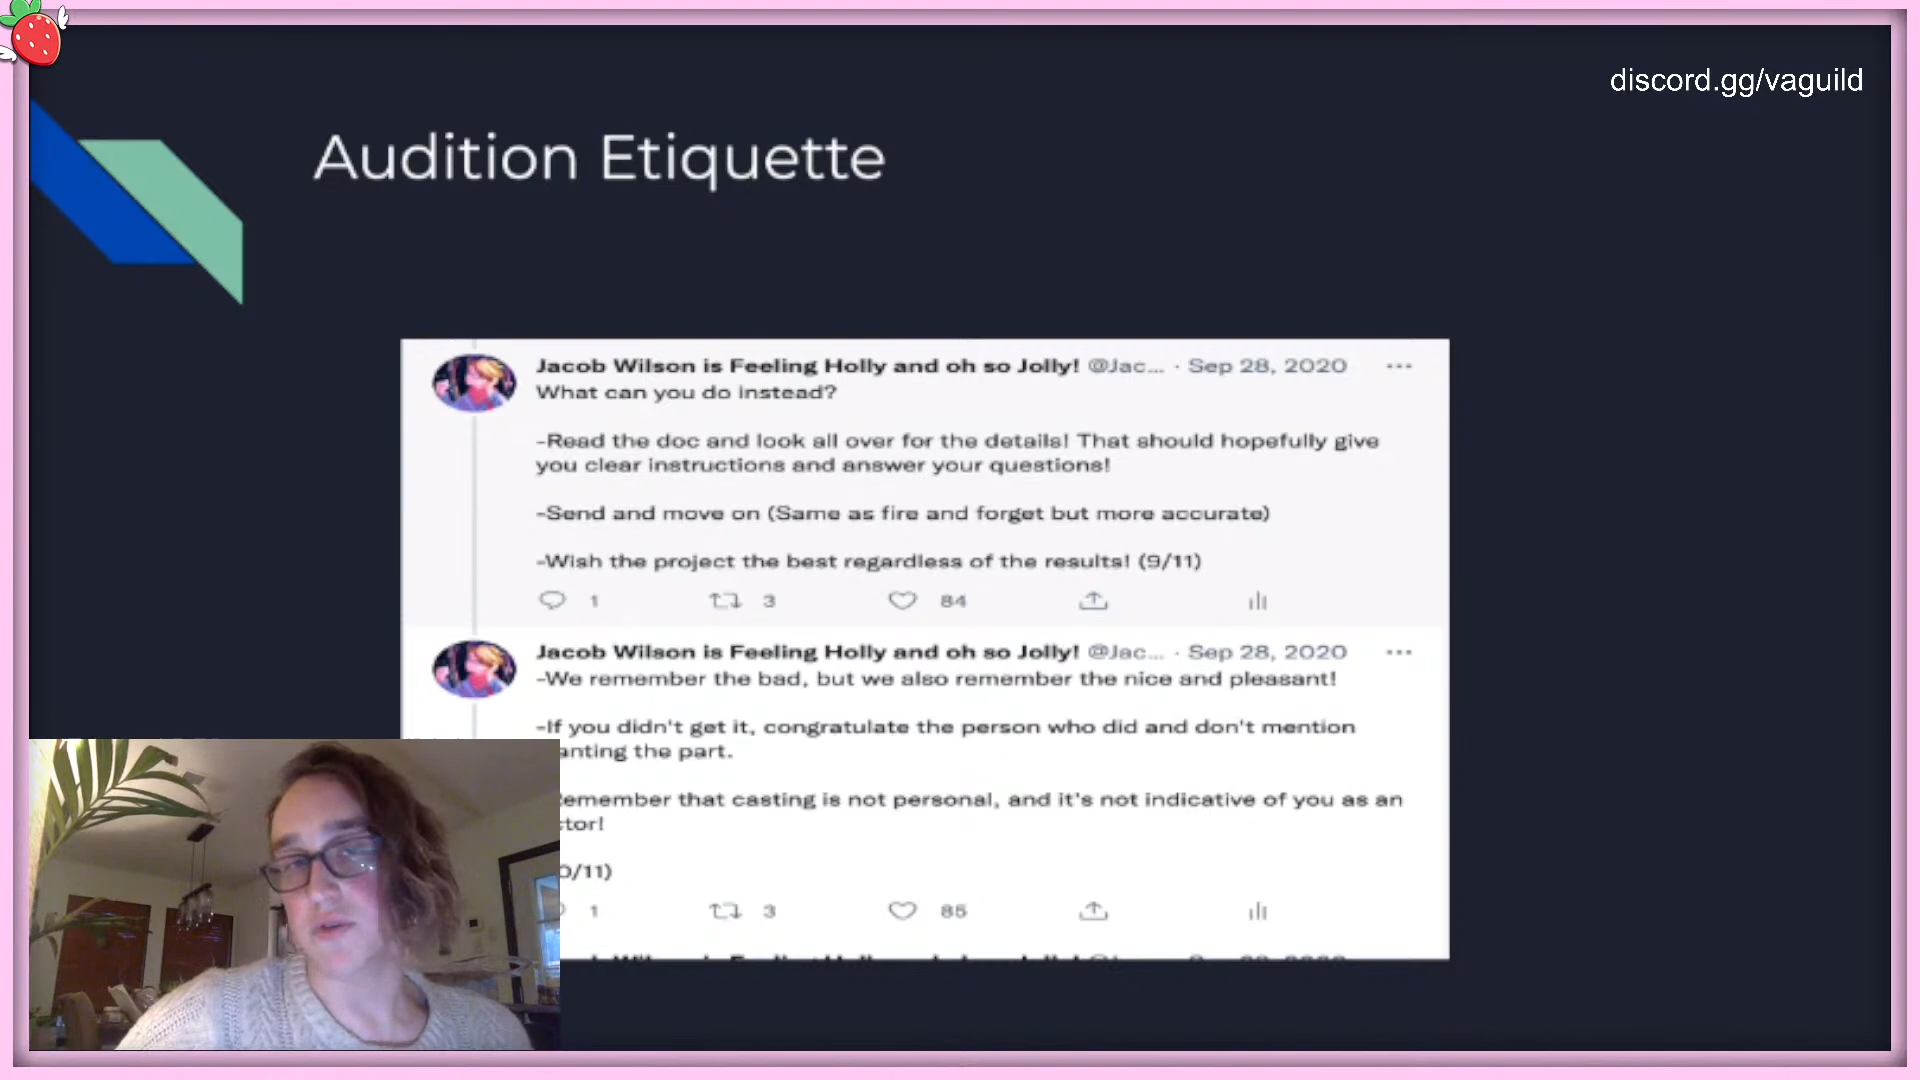 discord.gg/vaguild
Audition Etiquette
Jacob Wilson is Feeling Holly and oh so Jolly! @Jac... · Sep 28, 2020 ...
What can you do instead?
-Read the doc and look all over for the details! That should hopefully give
you clear instructions and answer your questions!
-Send and move on (Same as fire and forget but more accurate)
-Wish the project the best regardless of the results! (9/11)
1 3 84
Jacob Wilson is Feeling Holly and oh so Jolly! @Jac... · Sep 28, 2020 ...
-We remember the bad, but we also remember the nice and pleasant!
-If you didn't get it, congratulate the person who did and don't mention
anting the part.
emember that casting is not personal, and it's not indicative of you as an
ctor!
0/11)
1 3 85